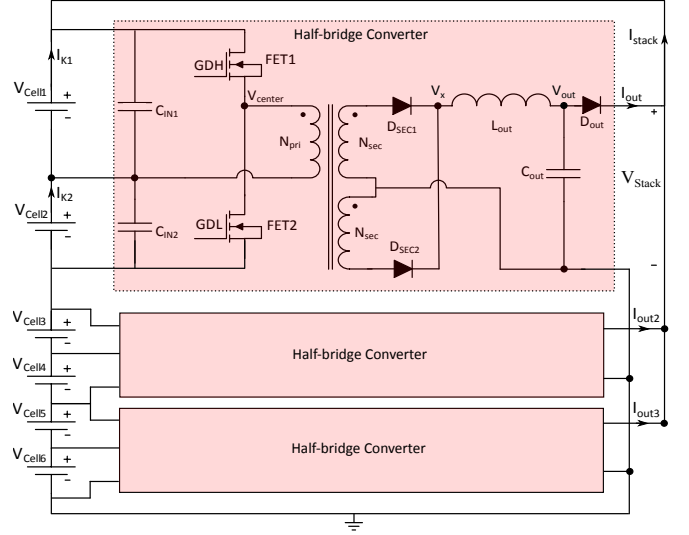 Half-bridge Converter
I_stack
I_K1
GDH
FET1
V_Cell1
+
−
C_IN1
V_center
N_pri
N_sec
D_SEC1
V_x
L_out
V_out
D_out
I_out
+
C_out
V_Stack
−
I_K2
V_Cell2
+
−
C_IN2
GDL
FET2
N_sec
D_SEC2
V_Cell3
+
−
I_out2
Half-bridge Converter
V_Cell4
+
−
V_Cell5
+
−
I_out3
Half-bridge Converter
V_Cell6
+
−